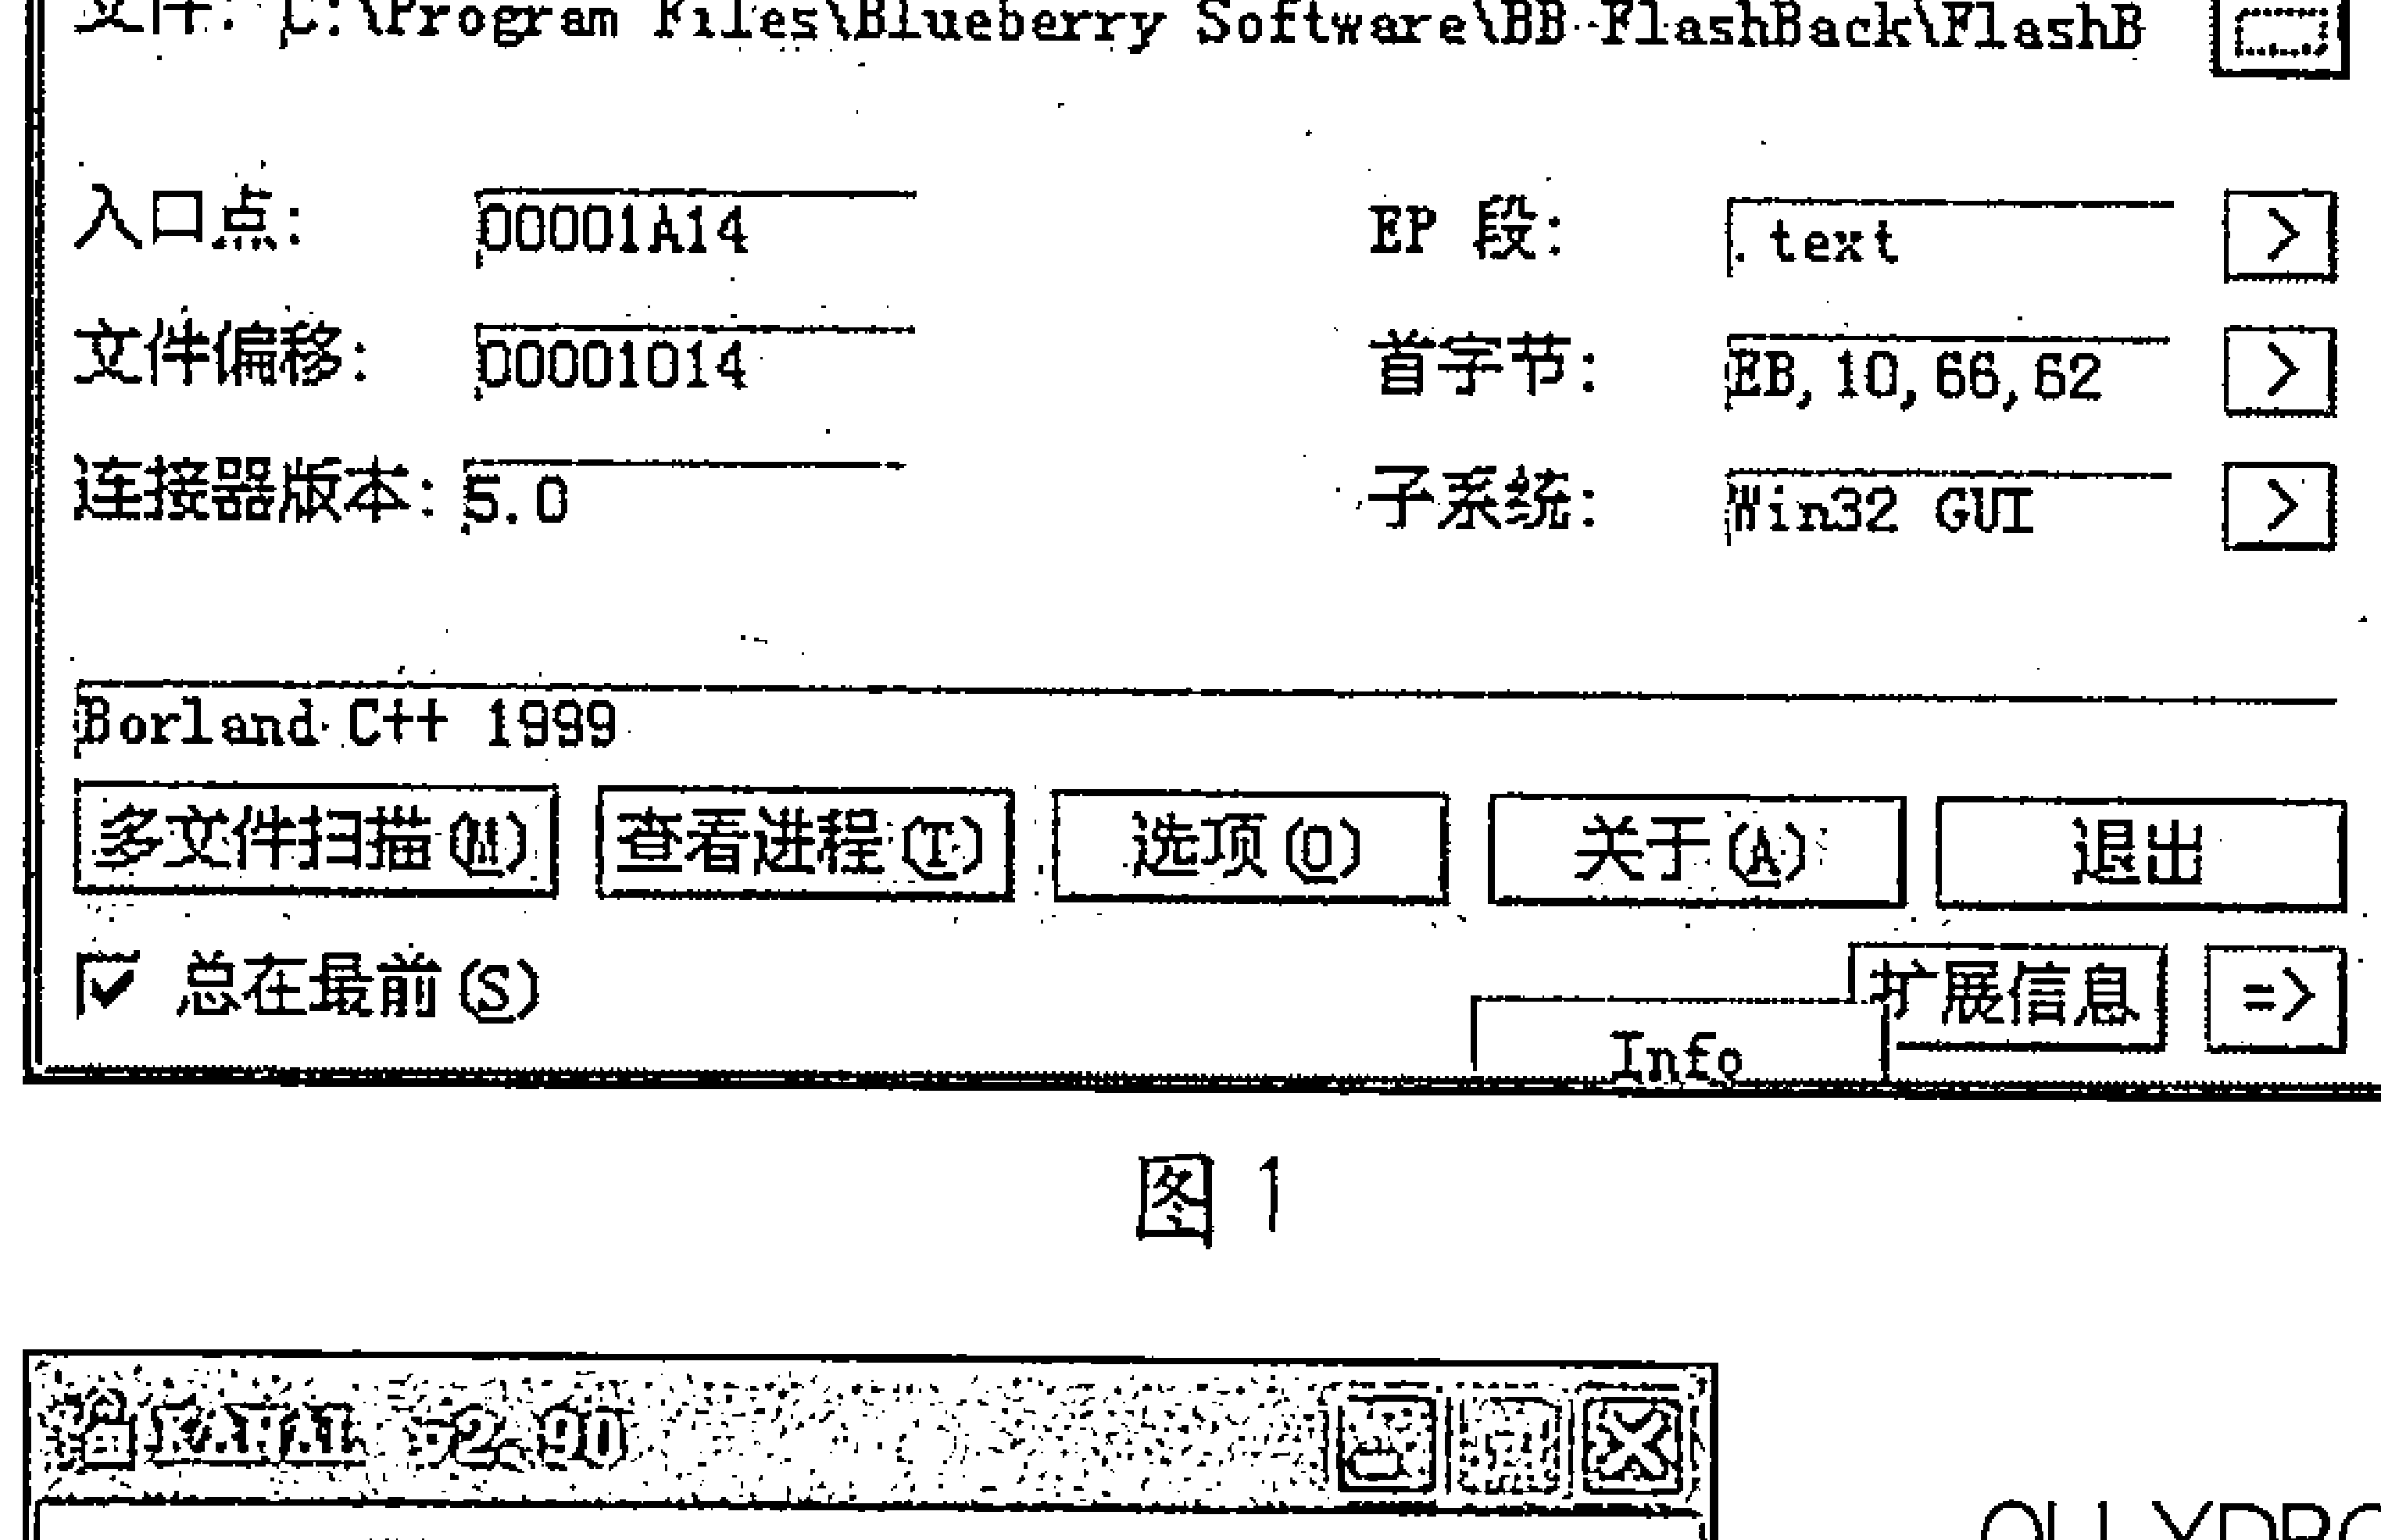 文件: C:\Program Files\Blueberry Software\BB FlashBack\FlashB
入口点: 00001A14 EP 段: .text >
文件偏移: 00001014 首字节: EB,10,66,62 >
连接器版本: 5.0 子系统: Win32 GUI >
Borland C++ 1999
多文件扫描(M) 查看进程(T) 选项(O) 关于(A) 退出
总在最前(S) 扩展信息 =>
Info
图 1
2.90